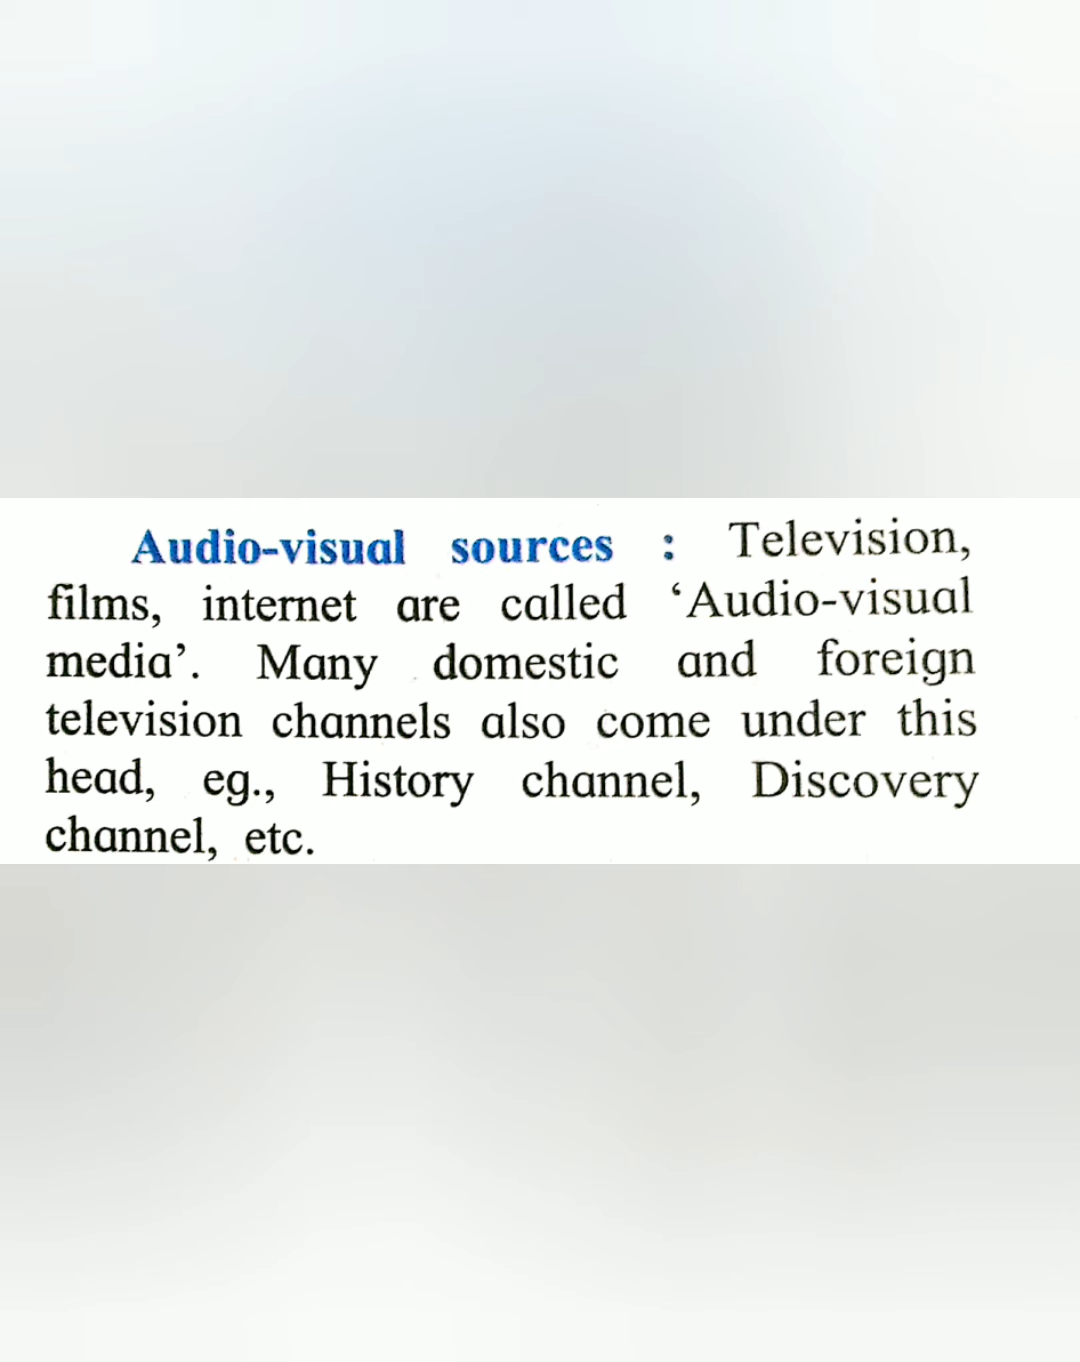 Audio-visual sources : Television,
films, internet are called ‘Audio-visual
media’. Many domestic and foreign
television channels also come under this
head, eg., History channel, Discovery
channel, etc.